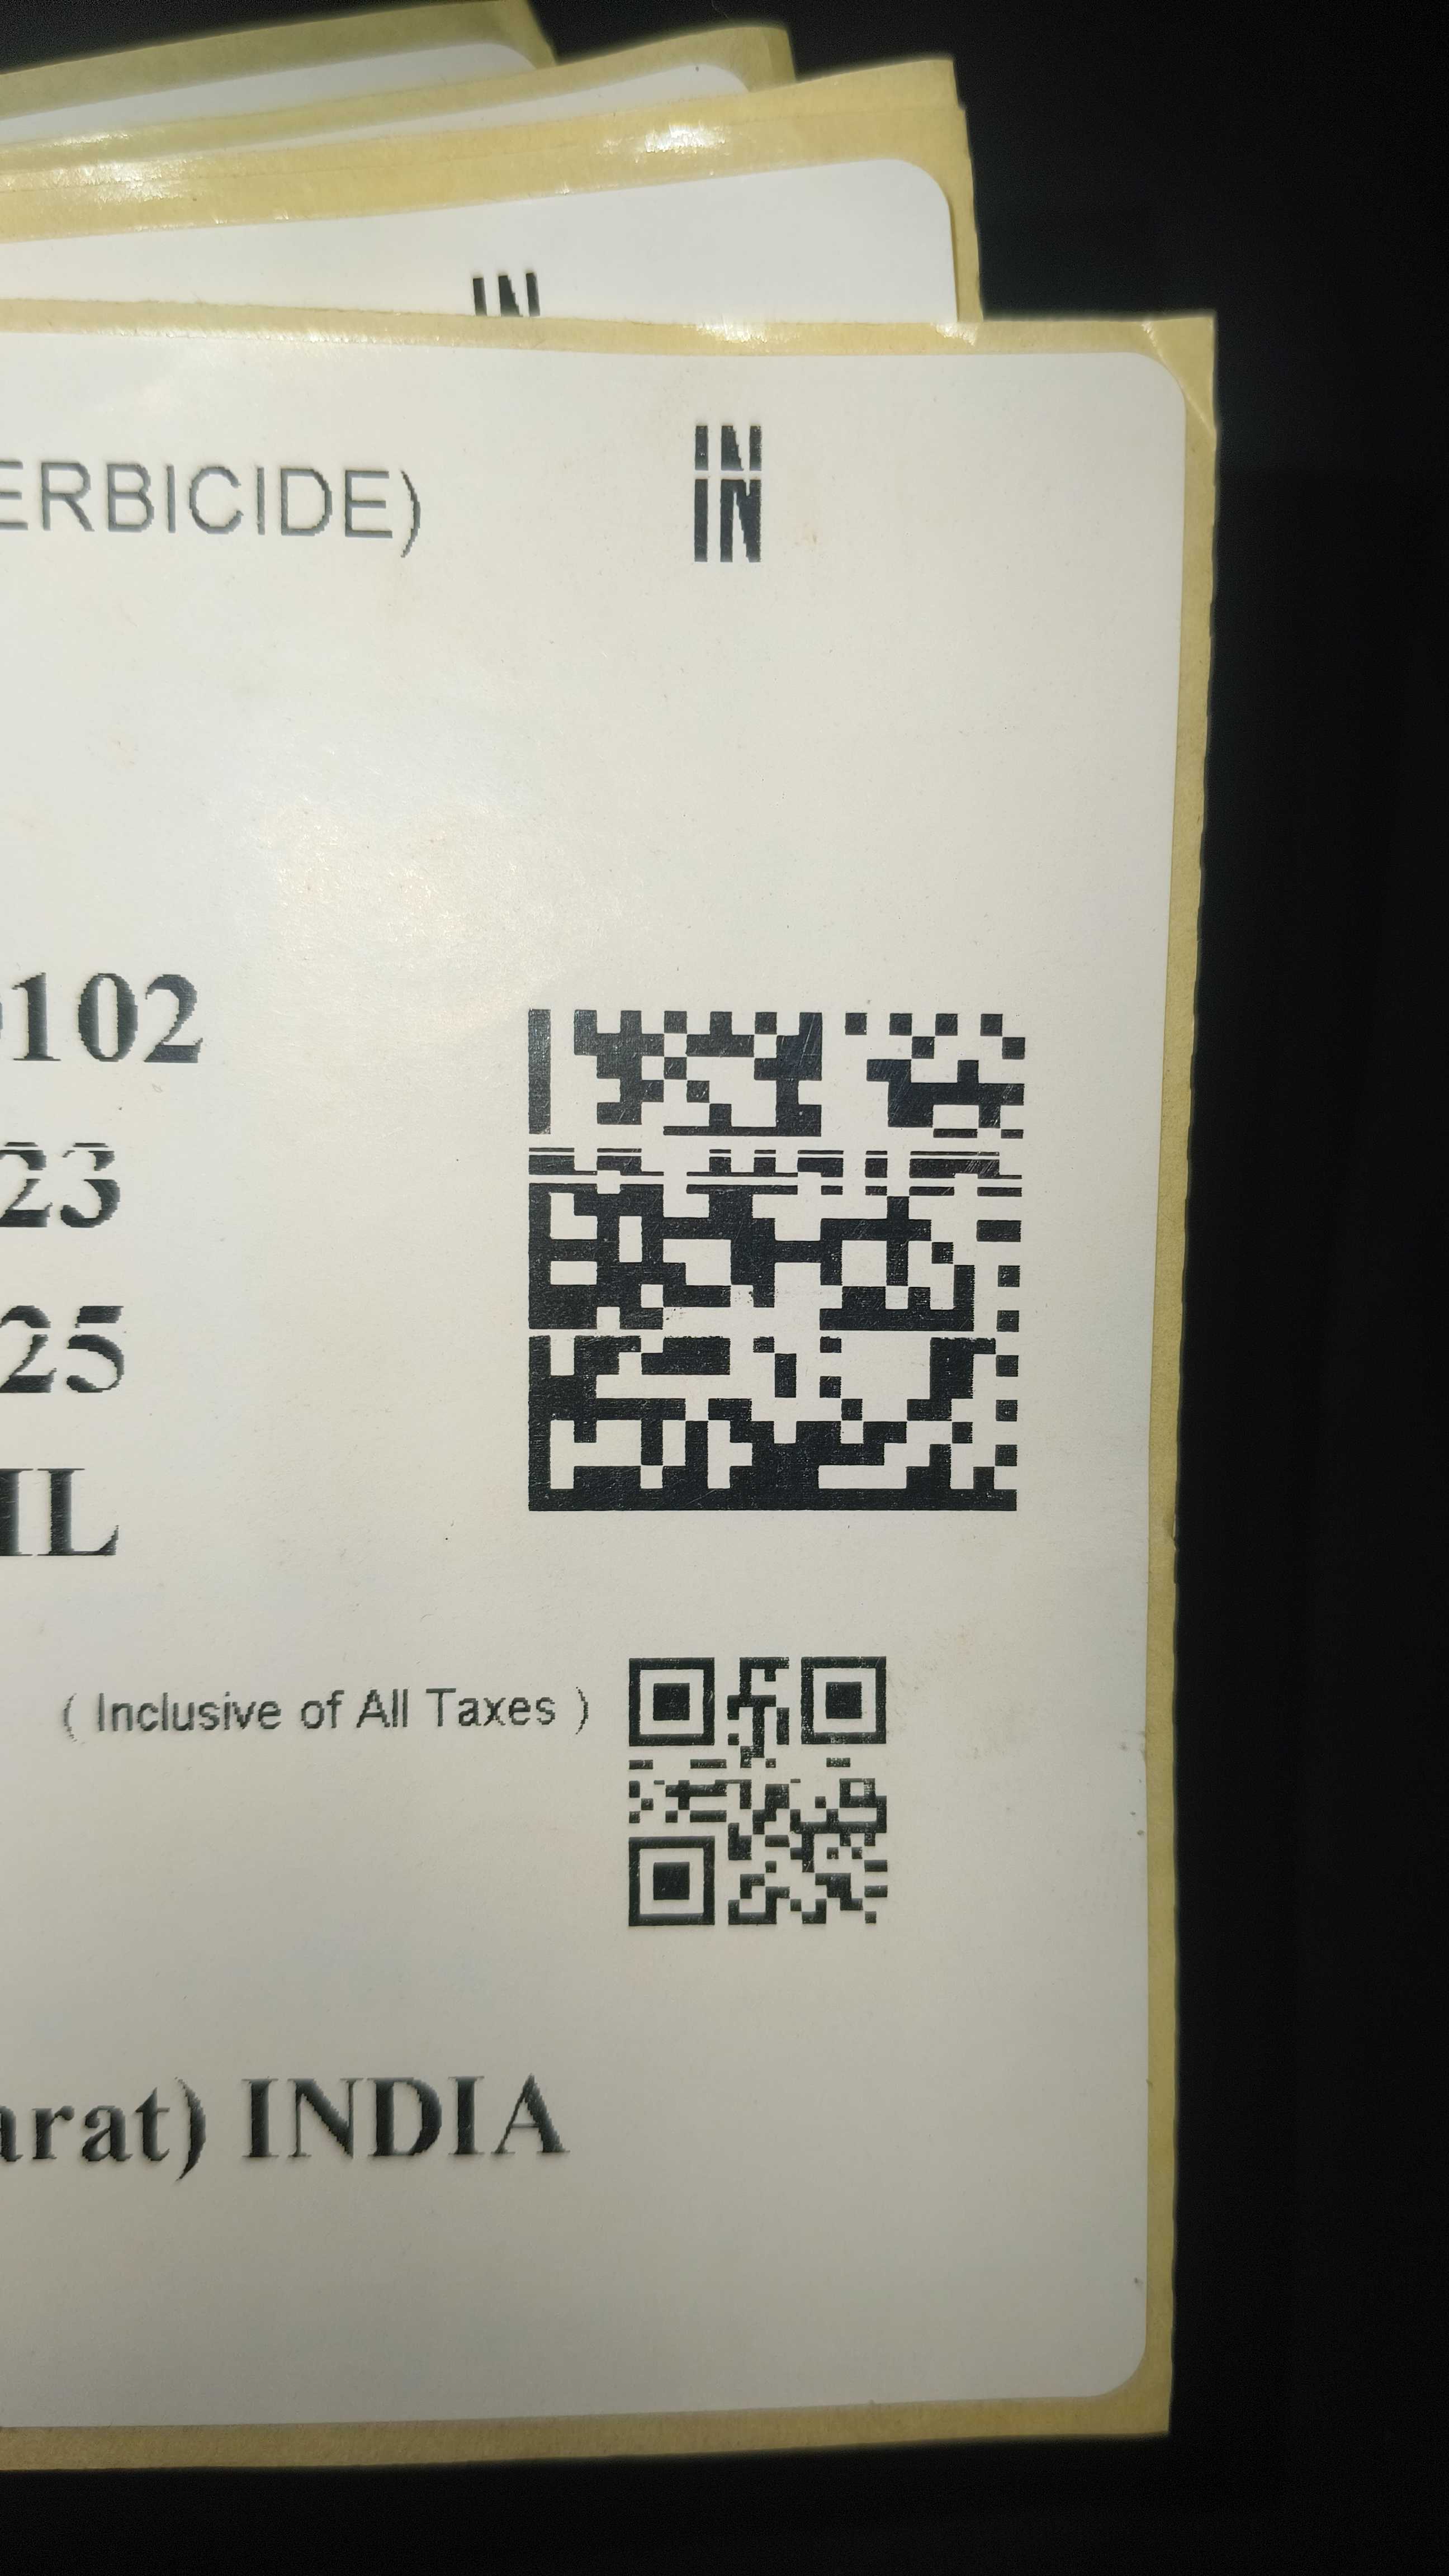 IN
ERBICIDE)
IN
0102
23
25
IL
( Inclusive of All Taxes )
arat) INDIA